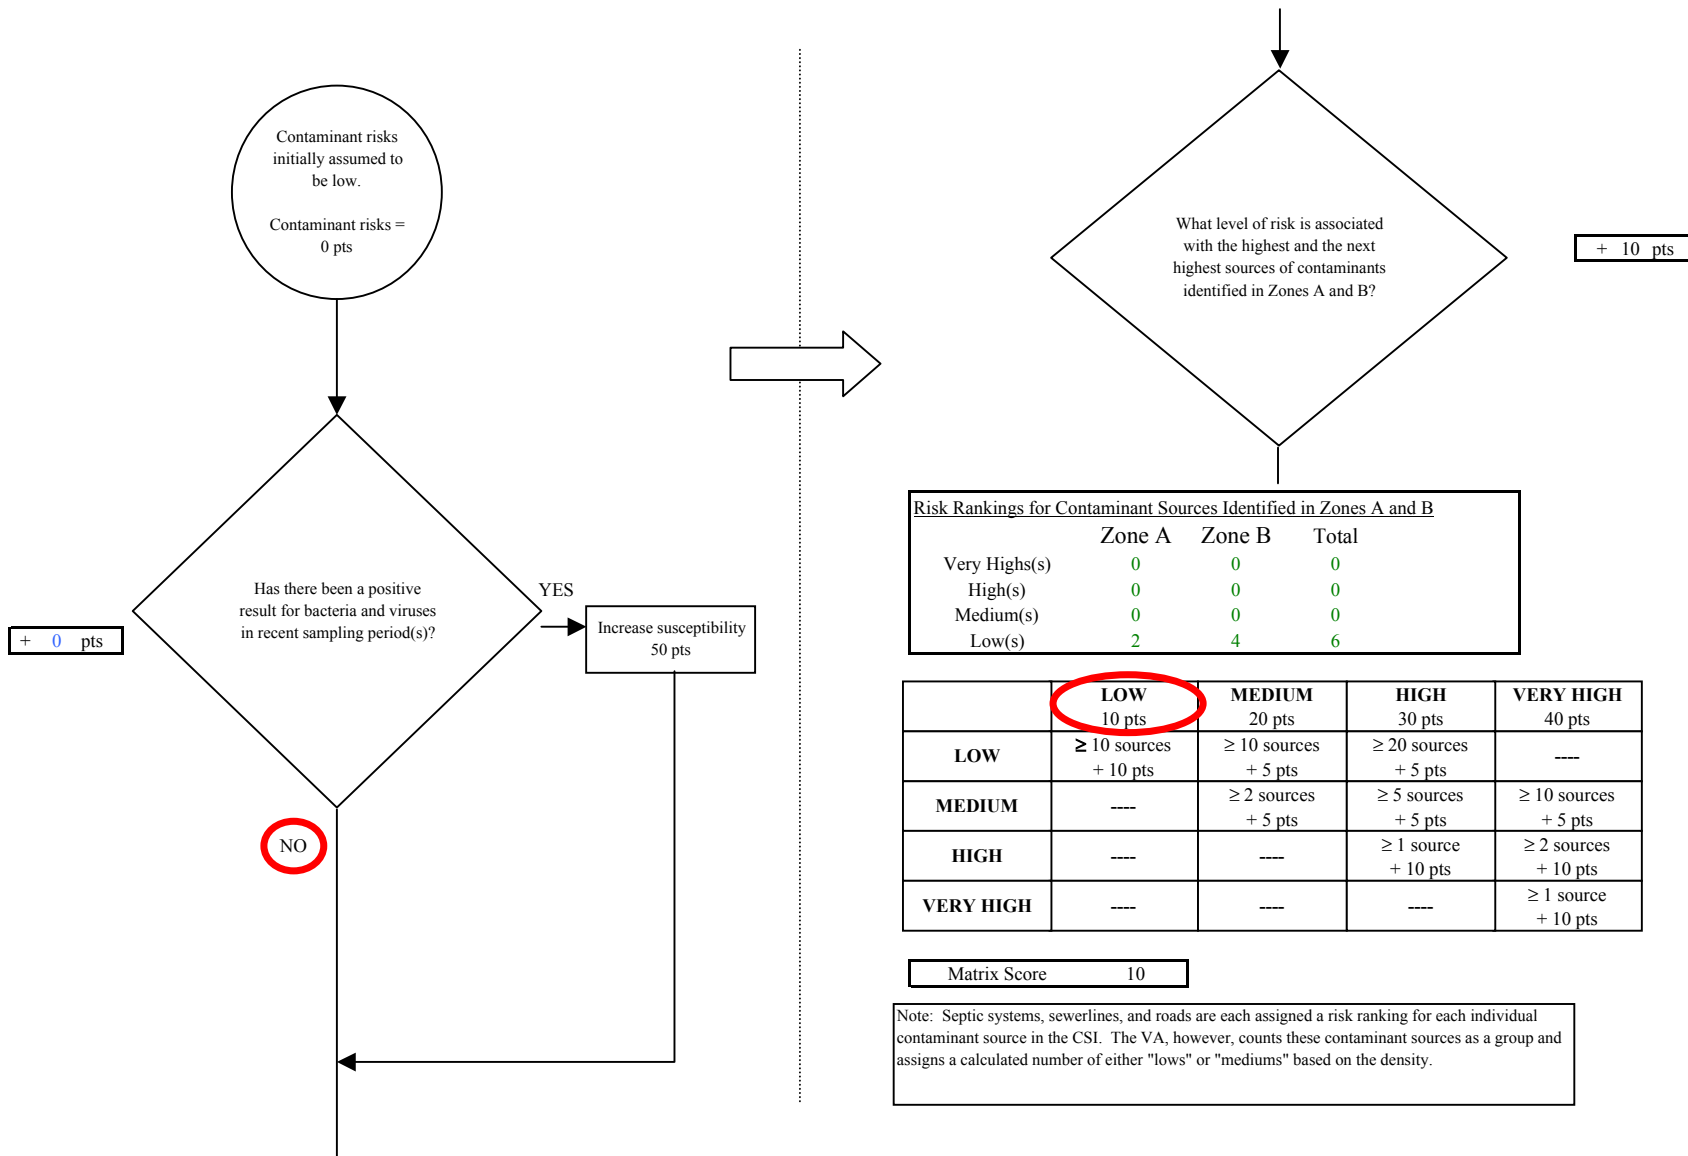 Contaminant risks
initially assumed to
be low.
Contaminant risks =
0 pts
Has there been a positive
result for bacteria and viruses
in recent sampling period(s)?
YES
+ 0 pts
Increase susceptibility
50 pts
NO
What level of risk is associated
with the highest and the next
highest sources of contaminants
identified in Zones A and B?
+ 10 pts
Risk Rankings for Contaminant Sources Identified in Zones A and B
Zone A Zone B Total
Very Highs(s) 0 0 0
High(s) 0 0 0
Medium(s) 0 0 0
Low(s) 2 4 6
LOW MEDIUM HIGH VERY HIGH
10 pts 20 pts 30 pts 40 pts
LOW ≥ 10 sources ≥ 10 sources ≥ 20 sources ----
+ 10 pts + 5 pts + 5 pts
MEDIUM ---- ≥ 2 sources ≥ 5 sources ≥ 10 sources
+ 5 pts + 5 pts + 5 pts
HIGH ---- ---- ≥ 1 source ≥ 2 sources
+ 10 pts + 10 pts
VERY HIGH ---- ---- ---- ≥ 1 source
+ 10 pts
Matrix Score 10
Note: Septic systems, sewerlines, and roads are each assigned a risk ranking for each individual
contaminant source in the CSI. The VA, however, counts these contaminant sources as a group and
assigns a calculated number of either "lows" or "mediums" based on the density.